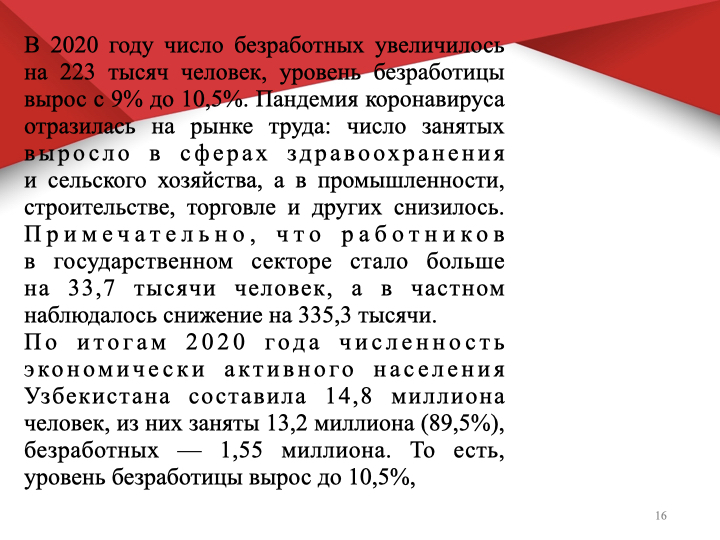 В 2020 году число безработных увеличилось
на 223 тысяч человек, уровень безработицы
вырос с 9% до 10,5%. Пандемия коронавируса
отразилась на рынке труда: число занятых
выросло в сферах здравоохранения
и сельского хозяйства, а в промышленности,
строительстве, торговле и других снизилось.
Примечательно, что работников
в государственном секторе стало больше
на 33,7 тысячи человек, а в частном
наблюдалось снижение на 335,3 тысячи.
По итогам 2020 года численность
экономически активного населения
Узбекистана составила 14,8 миллиона
человек, из них заняты 13,2 миллиона (89,5%),
безработных — 1,55 миллиона. То есть,
уровень безработицы вырос до 10,5%,
16